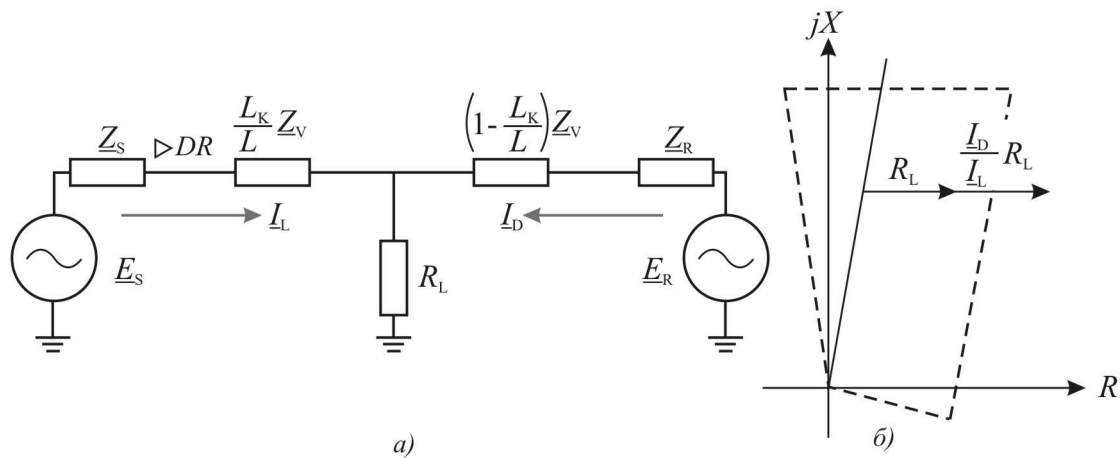 jX
L_K/L Z_V
(1 - L_K/L) Z_V
Z_S
▷DR
Z_R
I_L
I_D
E_S
R_L
E_R
R_L
I_D/I_L R_L
R
а)
б)